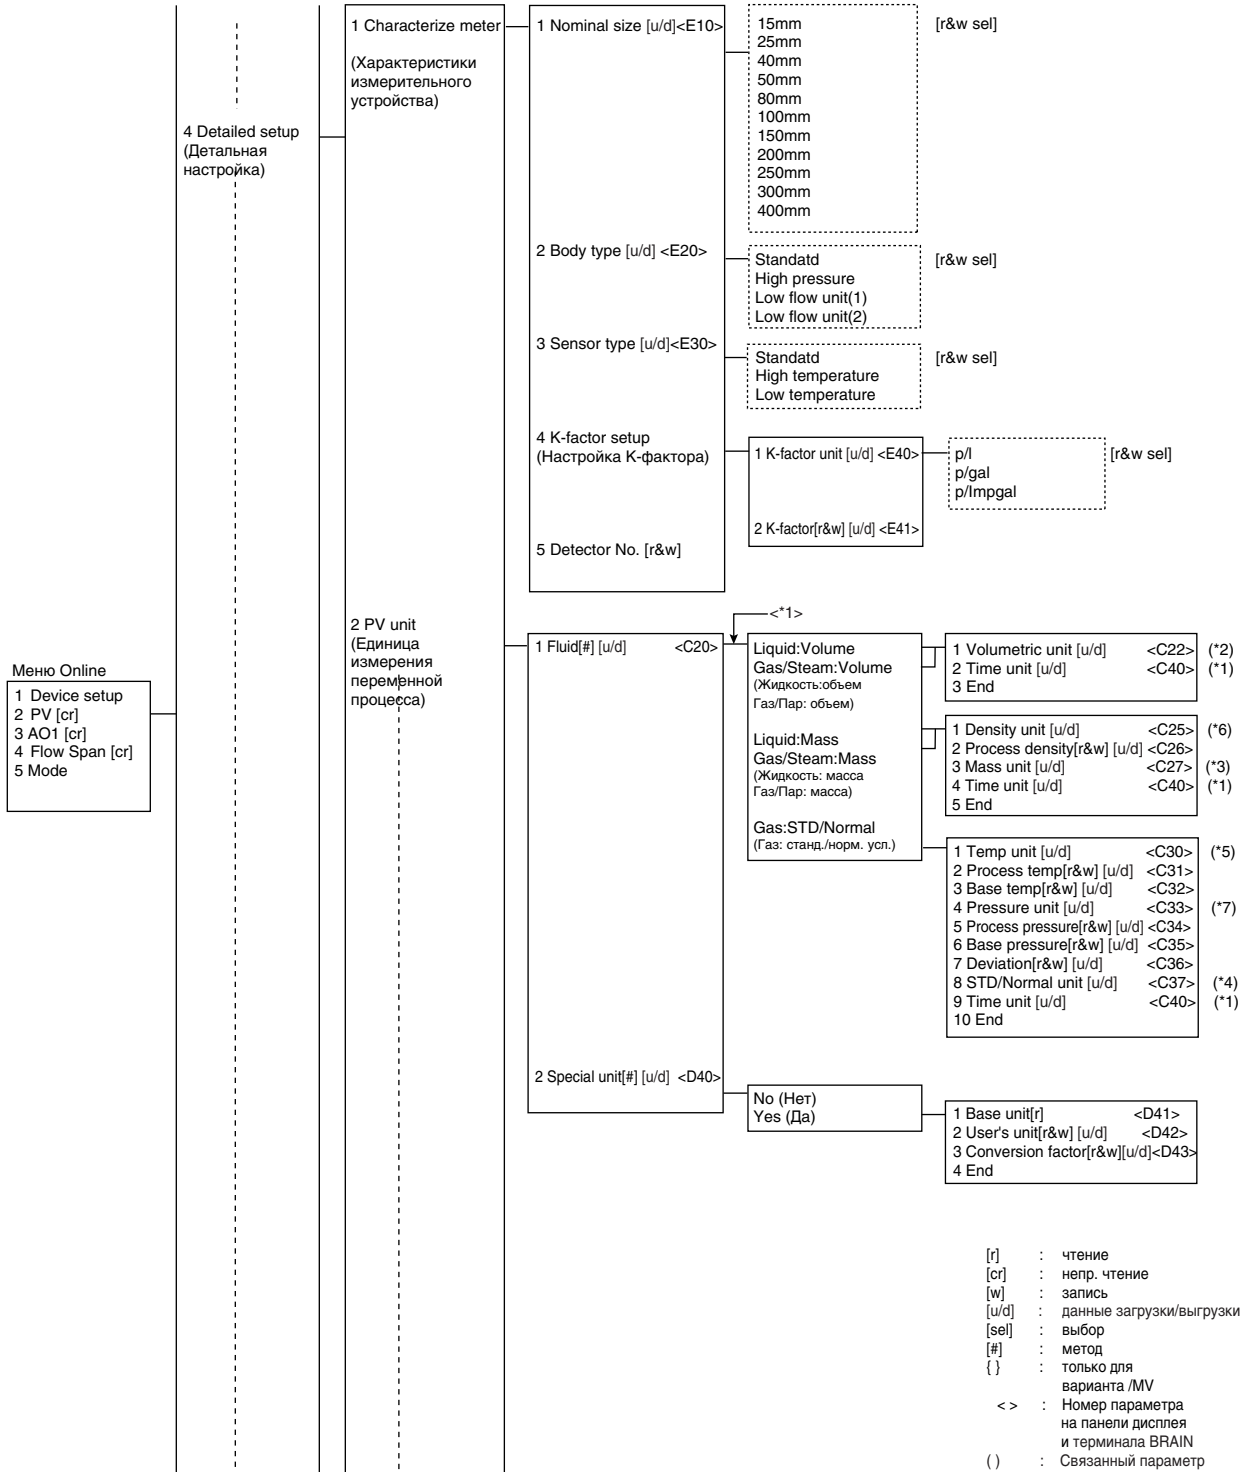 Меню Online
1 Device setup
2 PV [cr]
3 AO1 [cr]
4 Flow Span [cr]
5 Mode
4 Detailed setup
(Детальная
настройка)
1 Characterize meter
(Характеристики
измерительного
устройства)
1 Nominal size [u/d]<E10>
15mm
25mm
40mm
50mm
80mm
100mm
150mm
200mm
250mm
300mm
400mm
[r&w sel]
2 Body type [u/d] <E20>
Standatd
High pressure
Low flow unit(1)
Low flow unit(2)
[r&w sel]
3 Sensor type [u/d]<E30>
Standatd
High temperature
Low temperature
[r&w sel]
4 K-factor setup
(Настройка К-фактора)
1 K-factor unit [u/d] <E40>
p/l
p/gal
p/Impgal
[r&w sel]
2 K-factor[r&w] [u/d] <E41>
5 Detector No. [r&w]
2 PV unit
(Единица
измерения
переменной
процесса)
1 Fluid[#] [u/d] <C20>
<*1>
Liquid:Volume
Gas/Steam:Volume
(Жидкость:объем
Газ/Пар: объем)
Liquid:Mass
Gas/Steam:Mass
(Жидкость: масса
Газ/Пар: масса)
Gas:STD/Normal
(Газ: станд./норм. усл.)
1 Volumetric unit [u/d] <C22> (*2)
2 Time unit [u/d] <C40> (*1)
3 End
1 Density unit [u/d] <C25> (*6)
2 Process density[r&w] [u/d] <C26>
3 Mass unit [u/d] <C27> (*3)
4 Time unit [u/d] <C40> (*1)
5 End
1 Temp unit [u/d] <C30> (*5)
2 Process temp[r&w] [u/d] <C31>
3 Base temp[r&w] [u/d] <C32>
4 Pressure unit [u/d] <C33> (*7)
5 Process pressure[r&w] [u/d] <C34>
6 Base pressure[r&w] [u/d] <C35>
7 Deviation[r&w] [u/d] <C36>
8 STD/Normal unit [u/d] <C37> (*4)
9 Time unit [u/d] <C40> (*1)
10 End
2 Special unit[#] [u/d] <D40>
No (Нет)
Yes (Да)
1 Base unit[r] <D41>
2 User's unit[r&w] [u/d] <D42>
3 Conversion factor[r&w][u/d]<D43>
4 End
[r] : чтение
[cr] : непр. чтение
[w] : запись
[u/d] : данные загрузки/выгрузки
[sel] : выбор
[#] : метод
{ } : только для
варианта /MV
< > : Номер параметра
на панели дисплея
и терминала BRAIN
( ) : Связанный параметр